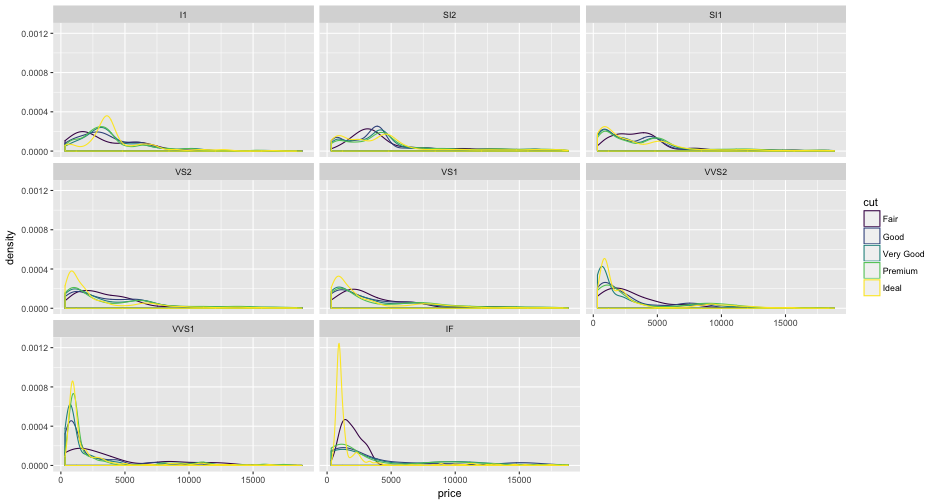 I1 SI2 SI1
0.0012
0.0008
0.0004
0.0000
VS2 VS1 VVS2
0.0012
0.0008
0.0004
0.0000
0 5000 10000 15000
VVS1 IF
0.0012
0.0008
0.0004
0.0000
0 5000 10000 15000 0 5000 10000 15000
price
density
cut
Fair
Good
Very Good
Premium
Ideal